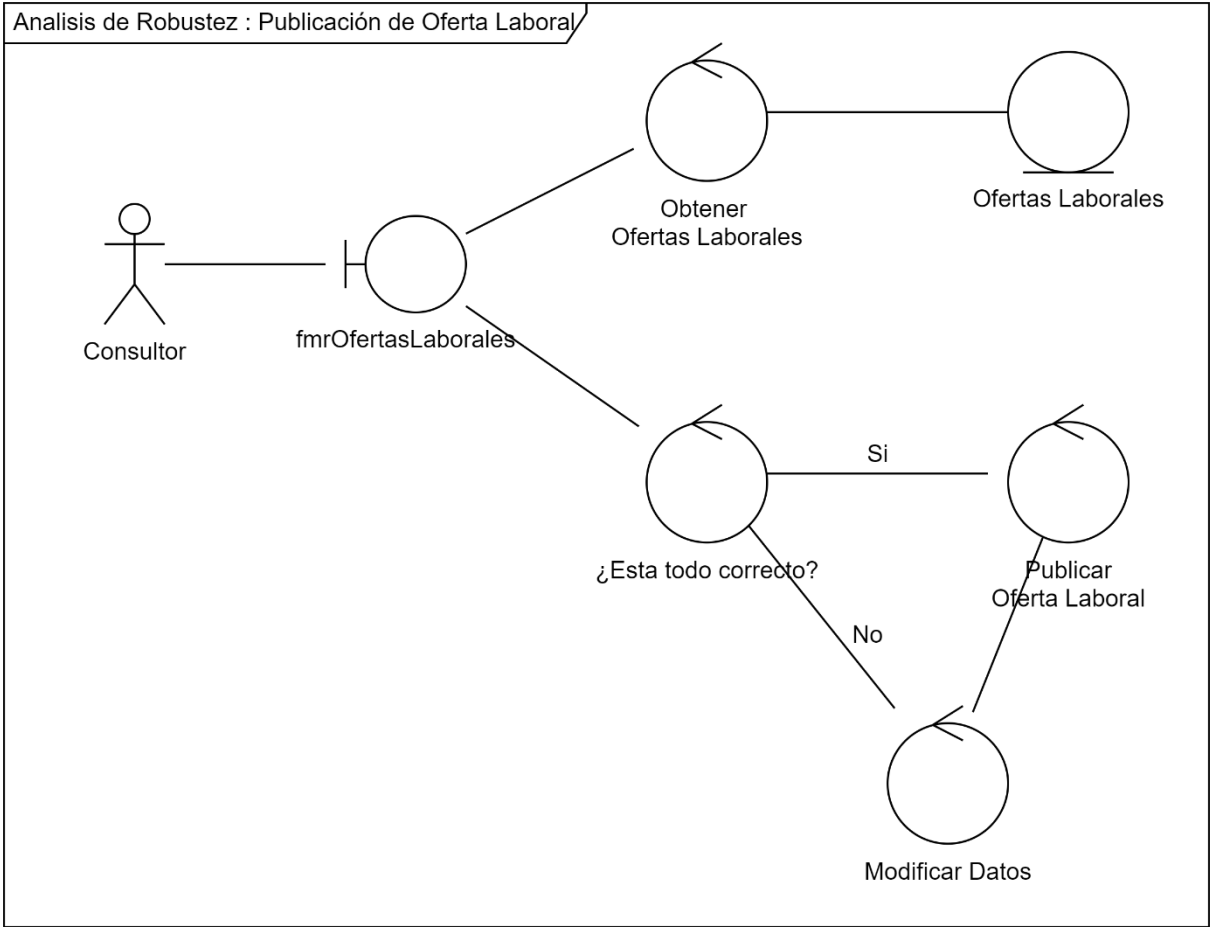 Analisis de Robustez : Publicación de Oferta Laboral
Obtener
Ofertas Laborales
Ofertas Laborales
Consultor
fmrOfertasLaborales
Si
¿Esta todo correcto?
Publicar
Oferta Laboral
No
Modificar Datos